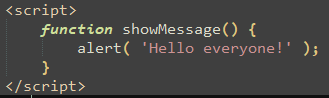 <script>
    function showMessage() {
        alert( 'Hello everyone!' );
    }
</script>